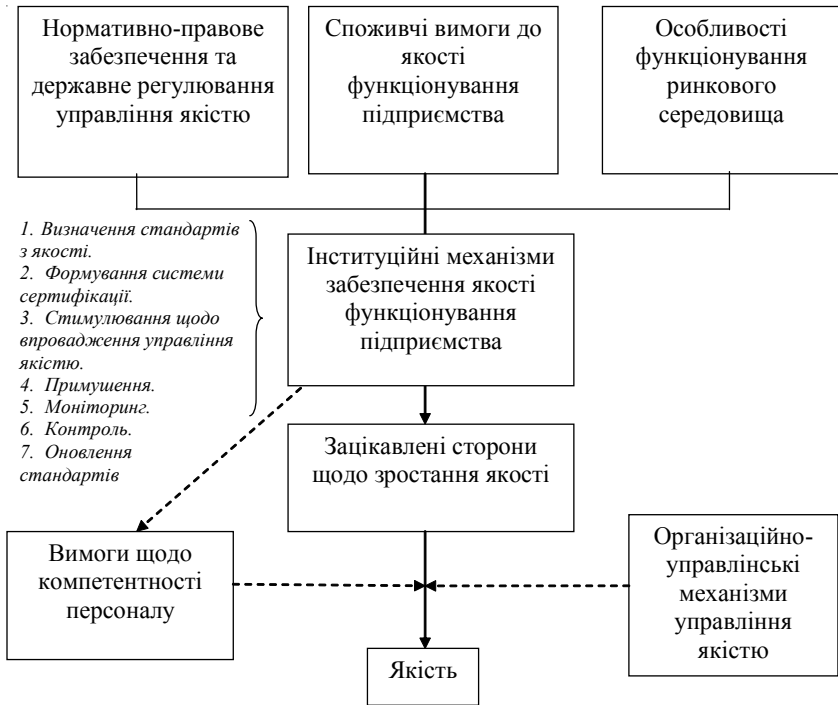 Нормативно-правове
забезпечення та
державне регулювання
управління якістю
Споживчі вимоги до
якості
функціонування
підприємства
Особливості
функціонування
ринкового
середовища
1. Визначення стандартів
з якості.
2. Формування системи
сертифікації.
3. Стимулювання щодо
впровадження управління
якістю.
4. Примушення.
5. Моніторинг.
6. Контроль.
7. Оновлення
стандартів
Інституційні механізми
забезпечення якості
функціонування
підприємства
Зацікавлені сторони
щодо зростання якості
Вимоги щодо
компетентності
персоналу
Організаційно-
управлінські
механізми
управління
якістю
Якість